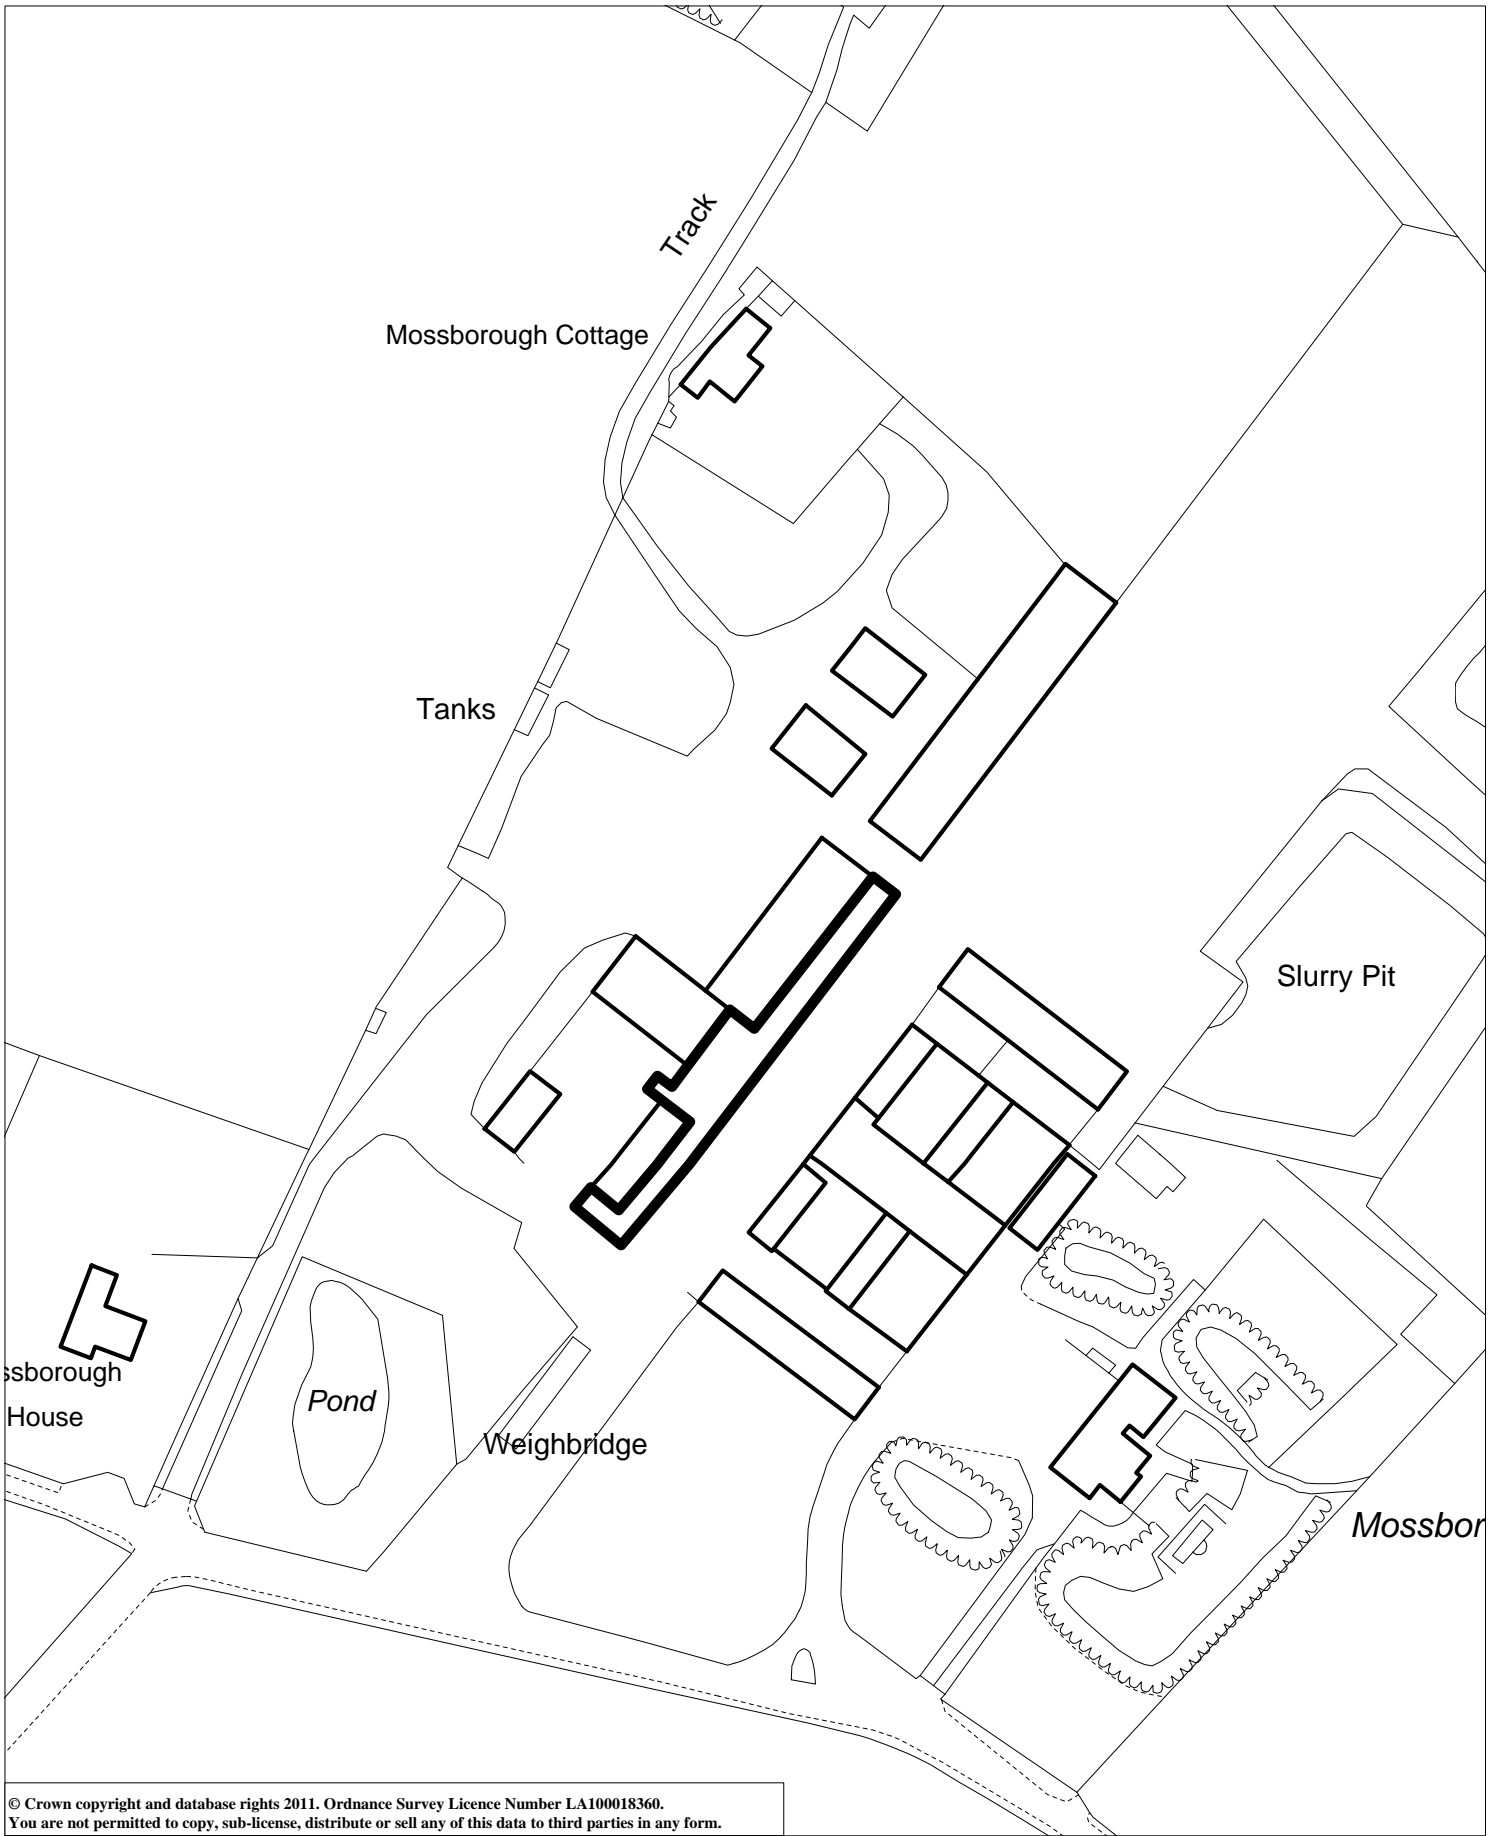 Track
Mossborough Cottage
Tanks
Slurry Pit
ssborough
House
Pond
Weighbridge
Mossbor
© Crown copyright and database rights 2011. Ordnance Survey Licence Number LA100018360.
You are not permitted to copy, sub-license, distribute or sell any of this data to third parties in any form.